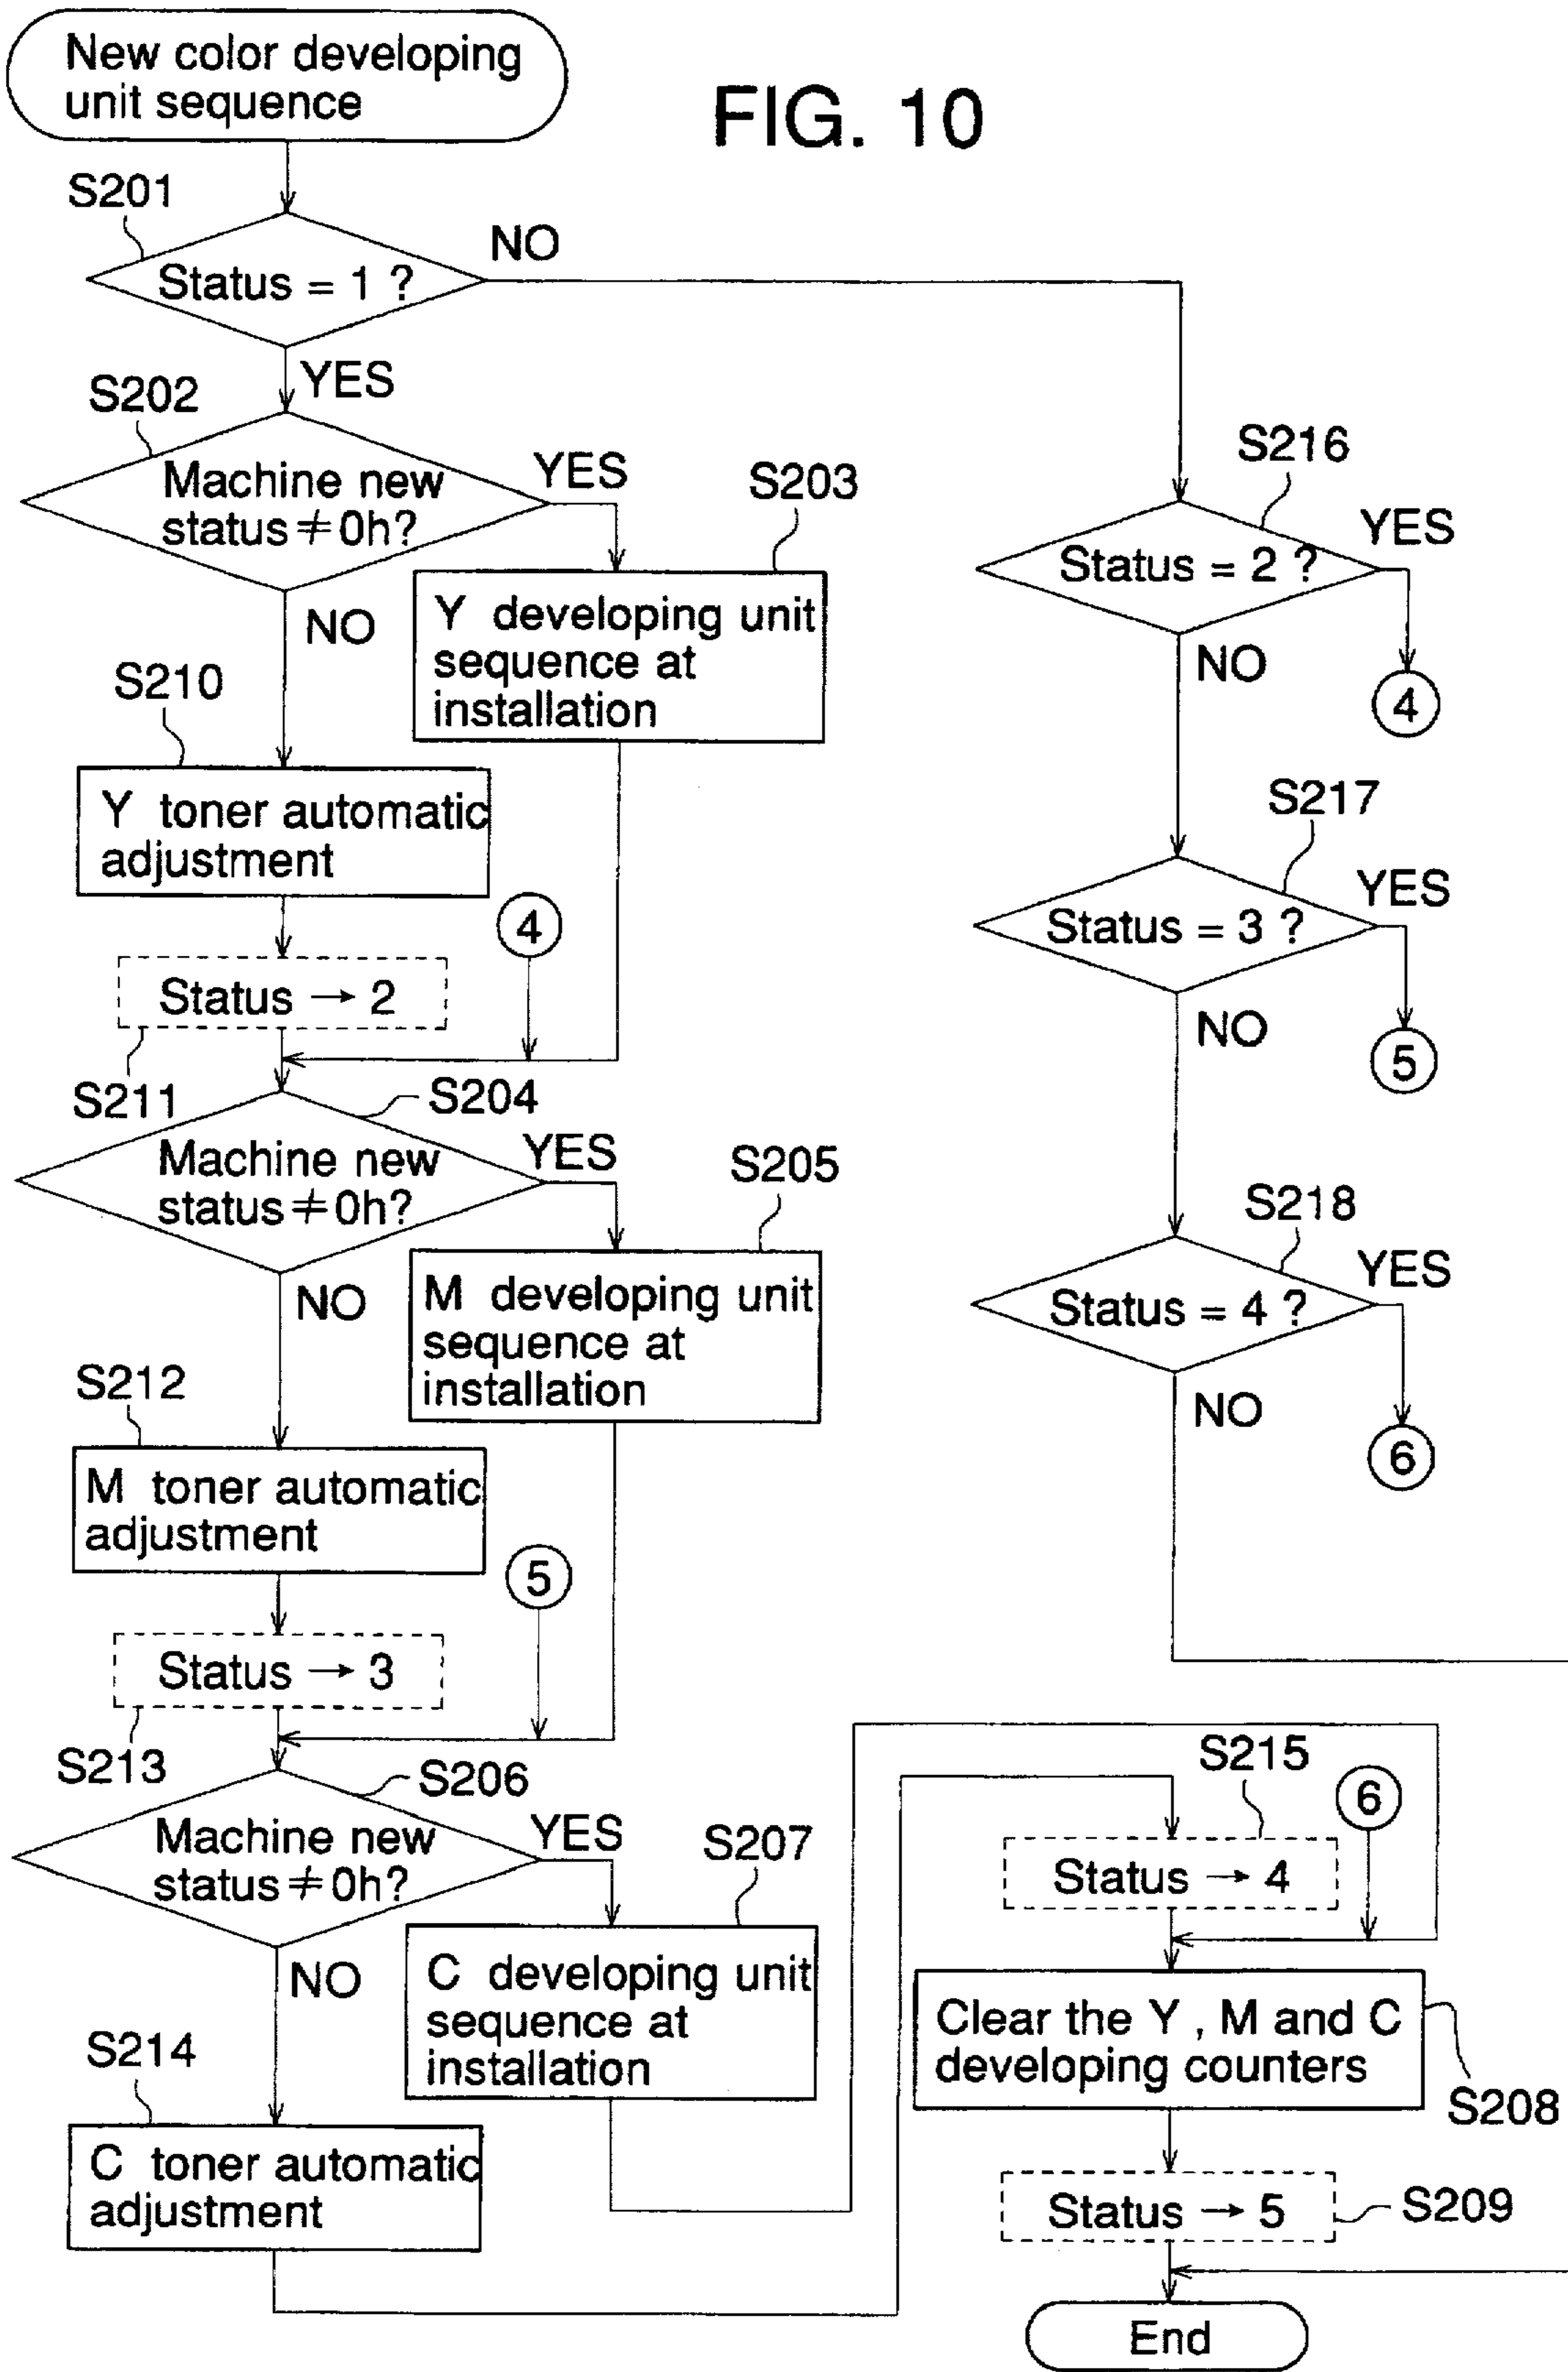 New color developing
unit sequence
FIG. 10
S201
Status = 1 ?
NO
YES
S202
Machine new
status ≠ 0h?
YES
NO
S203
Y developing unit
sequence at
installation
S210
Y toner automatic
adjustment
4
Status → 2
S211
S204
Machine new
status ≠ 0h?
YES
NO
S205
M developing unit
sequence at
installation
S212
M toner automatic
adjustment
5
Status → 3
S213
S206
Machine new
status ≠ 0h?
YES
NO
S207
C developing unit
sequence at
installation
S214
C toner automatic
adjustment
S216
Status = 2 ?
YES
4
NO
S217
Status = 3 ?
YES
5
NO
S218
Status = 4 ?
YES
6
NO
S215
6
Status → 4
Clear the Y , M and C
developing counters
S208
Status → 5
S209
End